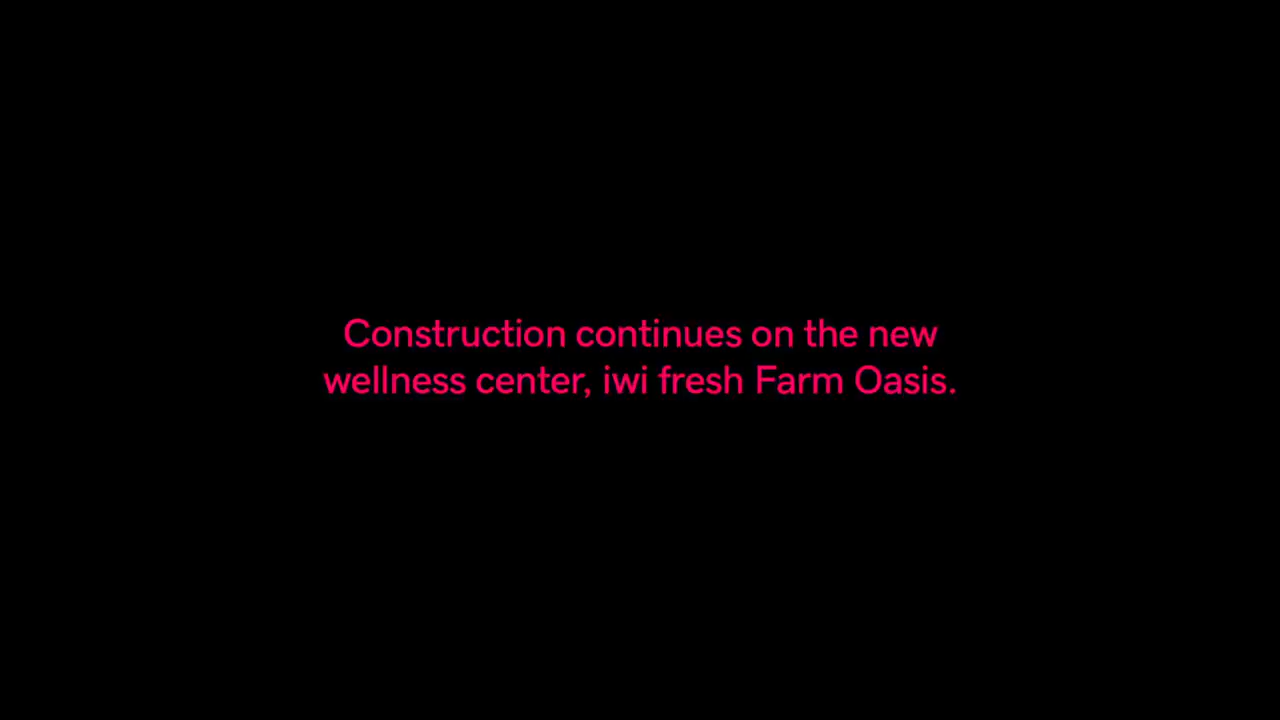 Construction continues on the new
wellness center, iwi fresh Farm Oasis.